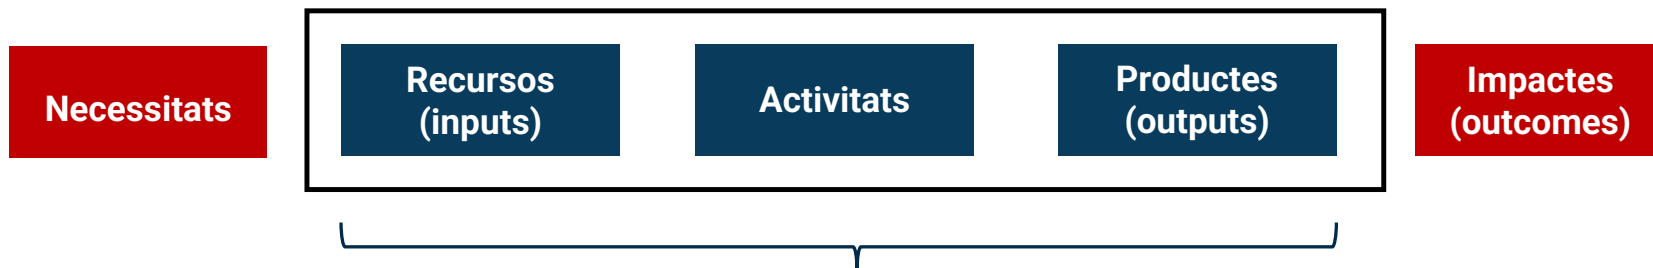 Necessitats
Recursos
(inputs)
Activitats
Productes
(outputs)
Impactes
(outcomes)